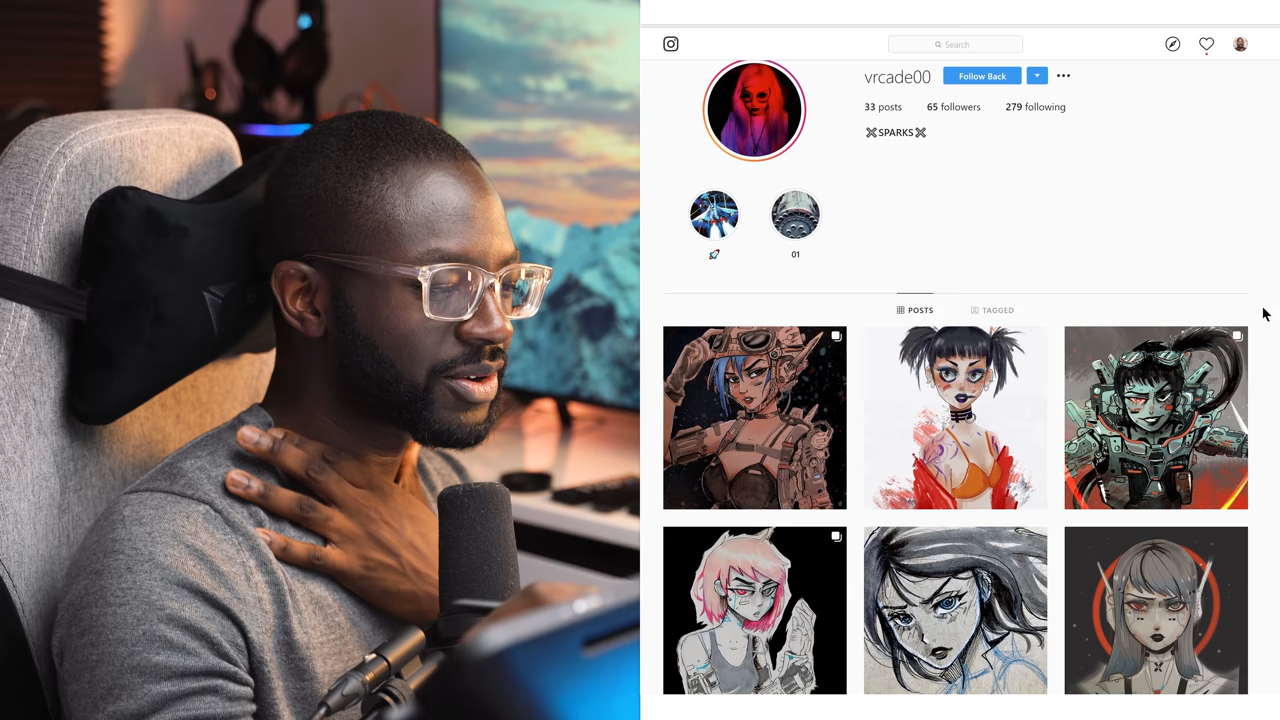 Search
vrcade00 Follow Back
33 posts 65 followers 279 following
SPARKS
01
POSTS TAGGED